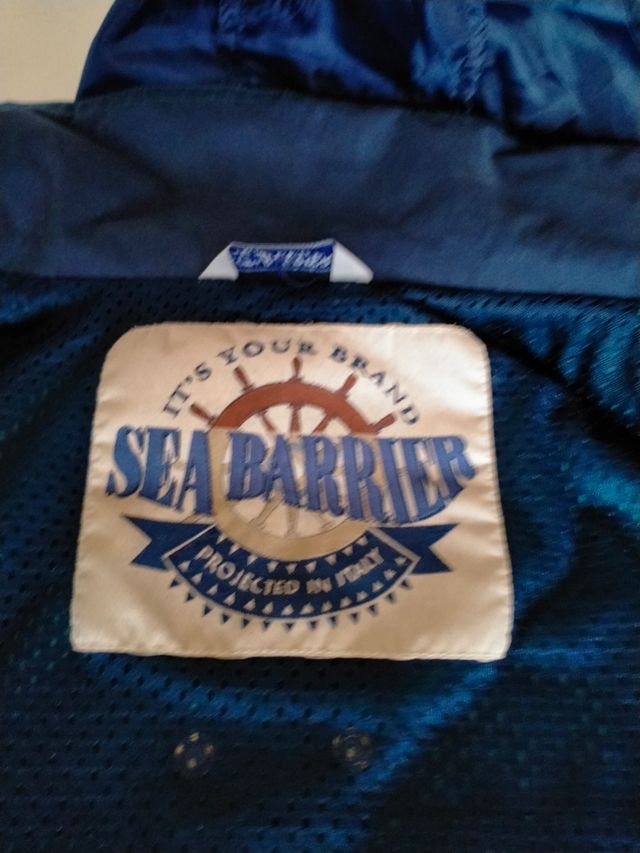 IT'S YOUR BRAND
SEA BARRIER
PROJECTED IN ITALY